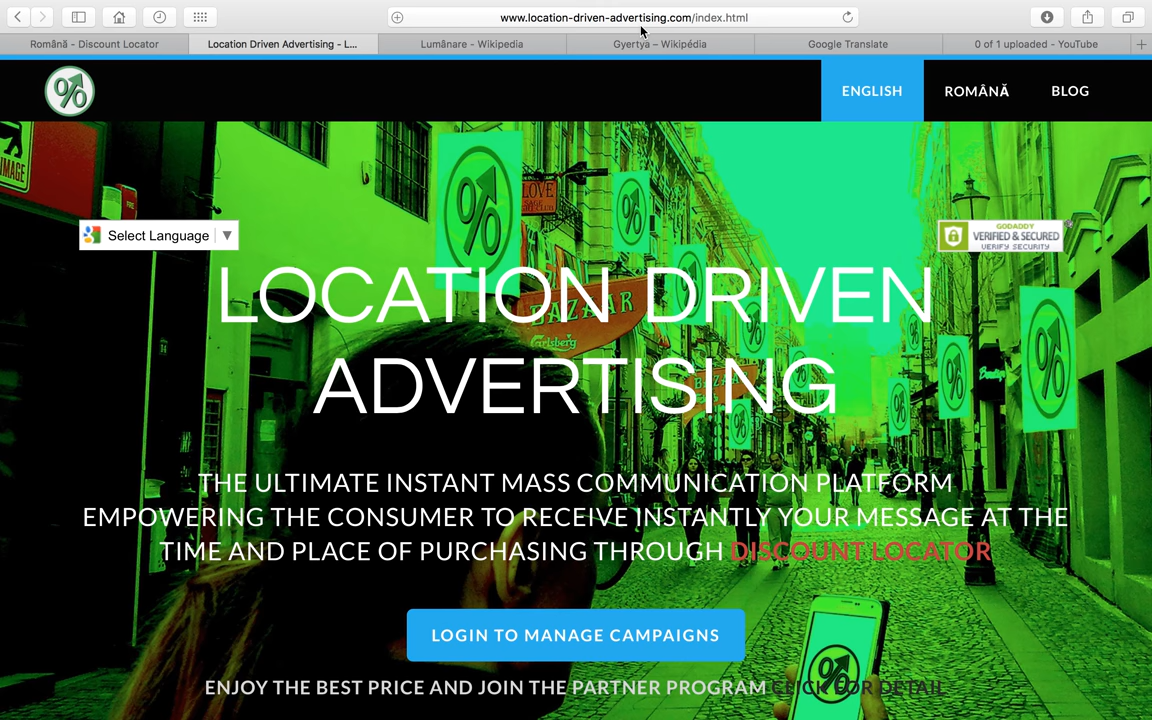 www.location-driven-advertising.com/index.html
Română - Discount Locator
Location Driven Advertising - L...
Lumânare - Wikipedia
Gyertya – Wikipédia
Google Translate
0 of 1 uploaded - YouTube
%
ENGLISH
ROMÂNĂ
BLOG
IMAGE
LOVE
%
%
Select Language ▼
GODADDY
VERIFIED & SECURED
VERIFY SECURITY
LOCATION DRIVEN
BAZAAR
Carlsberg
ADVERTISING
THE ULTIMATE INSTANT MASS COMMUNICATION PLATFORM
EMPOWERING THE CONSUMER TO RECEIVE INSTANTLY YOUR MESSAGE AT THE
TIME AND PLACE OF PURCHASING THROUGH DISCOUNT LOCATOR
LOGIN TO MANAGE CAMPAIGNS
ENJOY THE BEST PRICE AND JOIN THE PARTNER PROGRAM CLICK FOR DETAIL